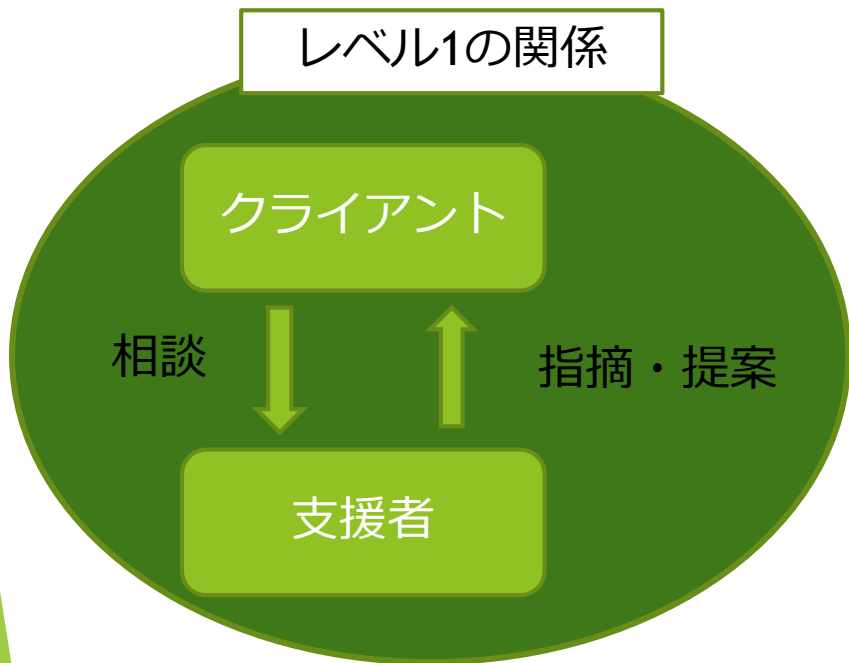 レベル1の関係
クライアント
相談
指摘・提案
支援者